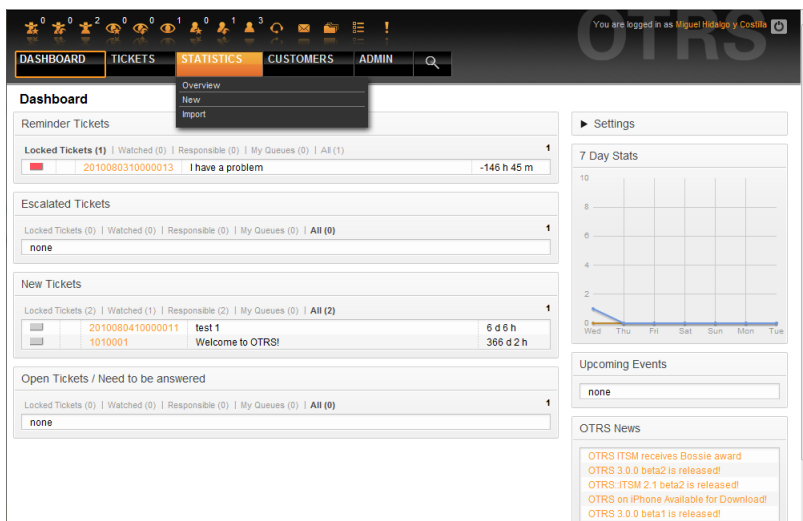 0 0 2 0 0 1 0 1 3
You are logged in as Miguel Hidalgo y Costilla
OTRS
DASHBOARD TICKETS STATISTICS CUSTOMERS ADMIN
Overview
New
Import
Dashboard
Reminder Tickets
Locked Tickets (1) | Watched (0) | Responsible (0) | My Queues (0) | All (1) 1
2010080310000013 I have a problem -146 h 45 m
Escalated Tickets
Locked Tickets (0) | Watched (0) | Responsible (0) | My Queues (0) | All (0) 1
none
New Tickets
Locked Tickets (2) | Watched (1) | Responsible (2) | My Queues (0) | All (2) 1
2010080410000011 test 1 6 d 6 h
1010001 Welcome to OTRS! 366 d 2 h
Open Tickets / Need to be answered
Locked Tickets (0) | Watched (0) | Responsible (0) | My Queues (0) | All (0) 1
none
Settings
7 Day Stats
10
8
6
4
2
0
Wed Thu Fri Sat Sun Mon Tue
Upcoming Events
none
OTRS News
OTRS ITSM receives Bossie award
OTRS 3.0.0 beta2 is released!
OTRS::ITSM 2.1 beta2 is released!
OTRS on iPhone Available for Download!
OTRS 3.0.0 beta1 is released!